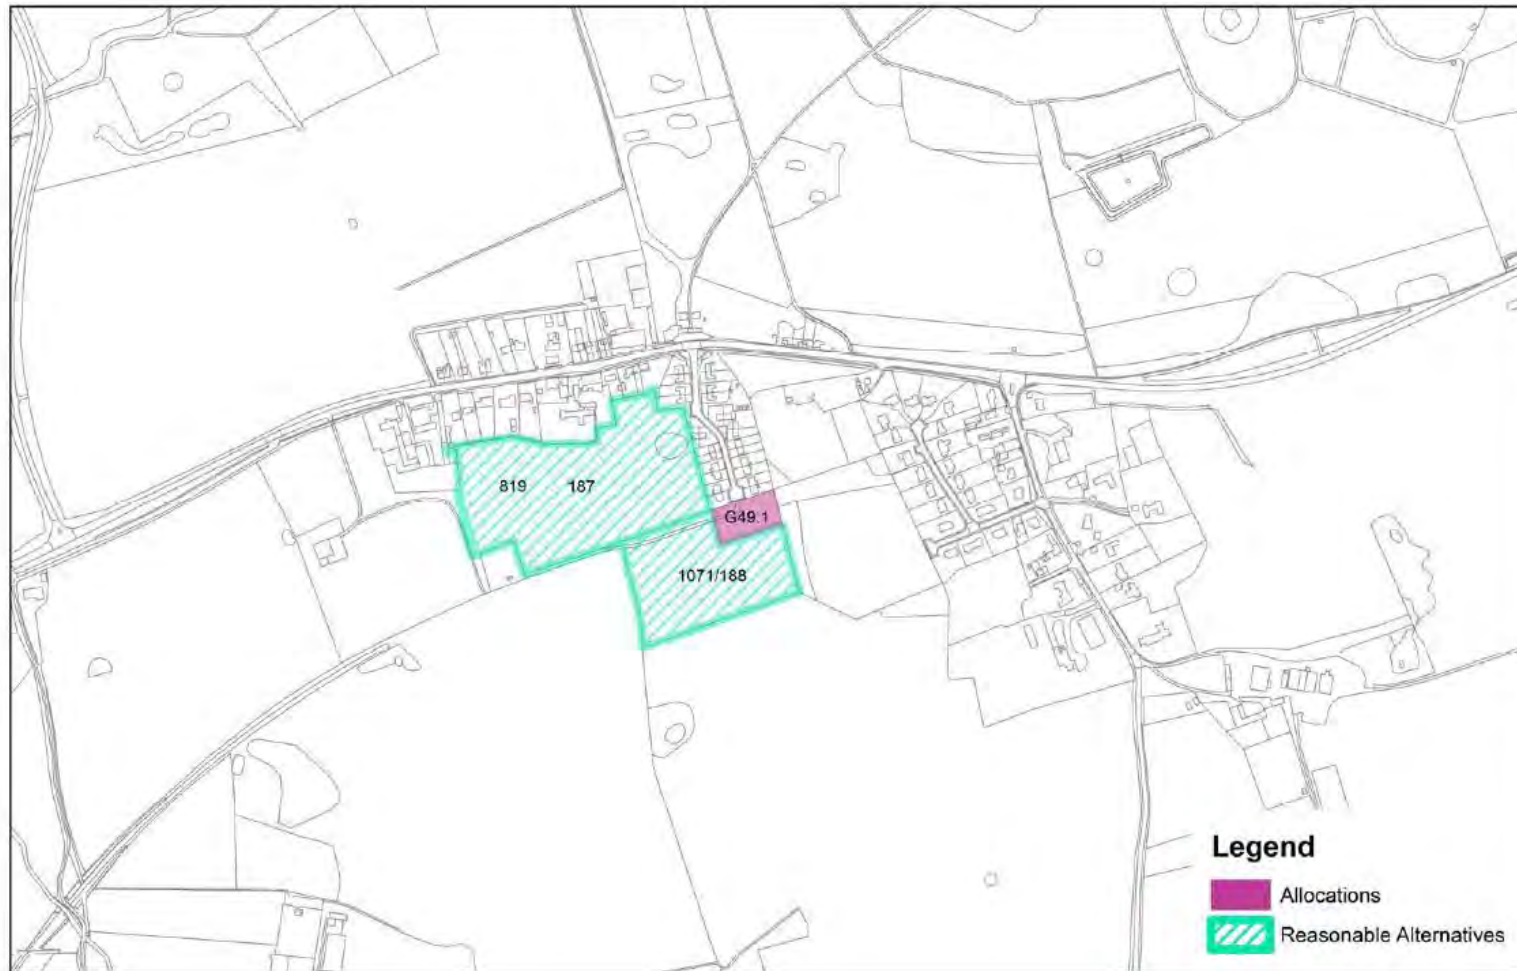 819 187
G49.1
1071/188
Legend
Allocations
Reasonable Alternatives